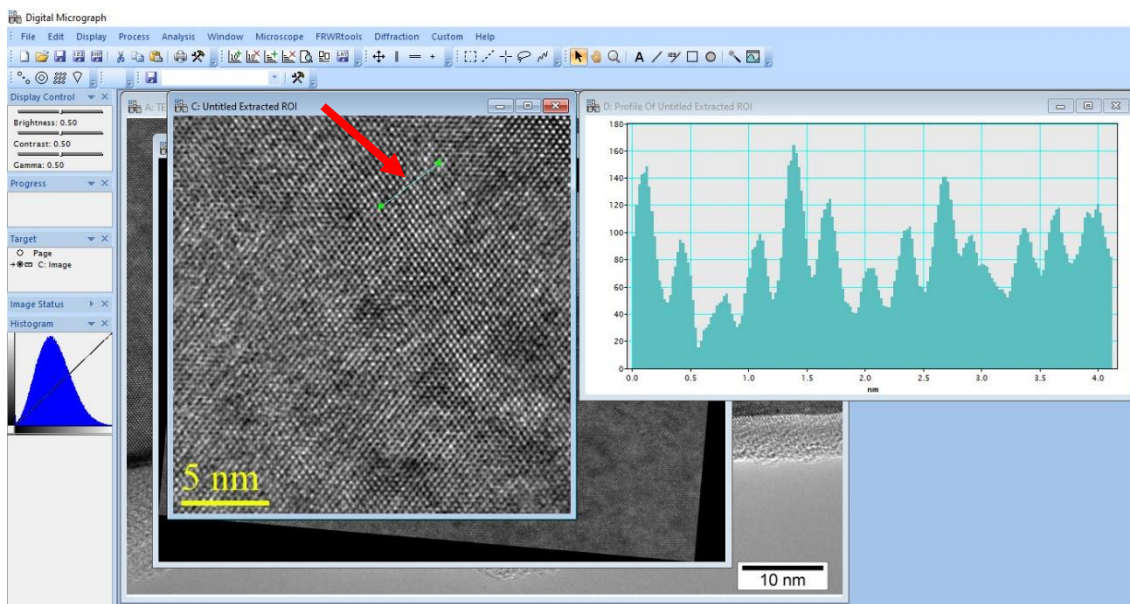 Digital Micrograph
File Edit Display Process Analysis Window Microscope FRWRtools Diffraction Custom Help
Display Control
Brightness: 0.50
Contrast: 0.50
Gamma: 0.50
Progress
Target
Page
C: Image
Image Status
Histogram
A: TE
C: Untitled Extracted ROI
5 nm
10 nm
D: Profile Of Untitled Extracted ROI
180
160
140
120
100
80
60
40
20
0
0.0 0.5 1.0 1.5 2.0 2.5 3.0 3.5 4.0
nm